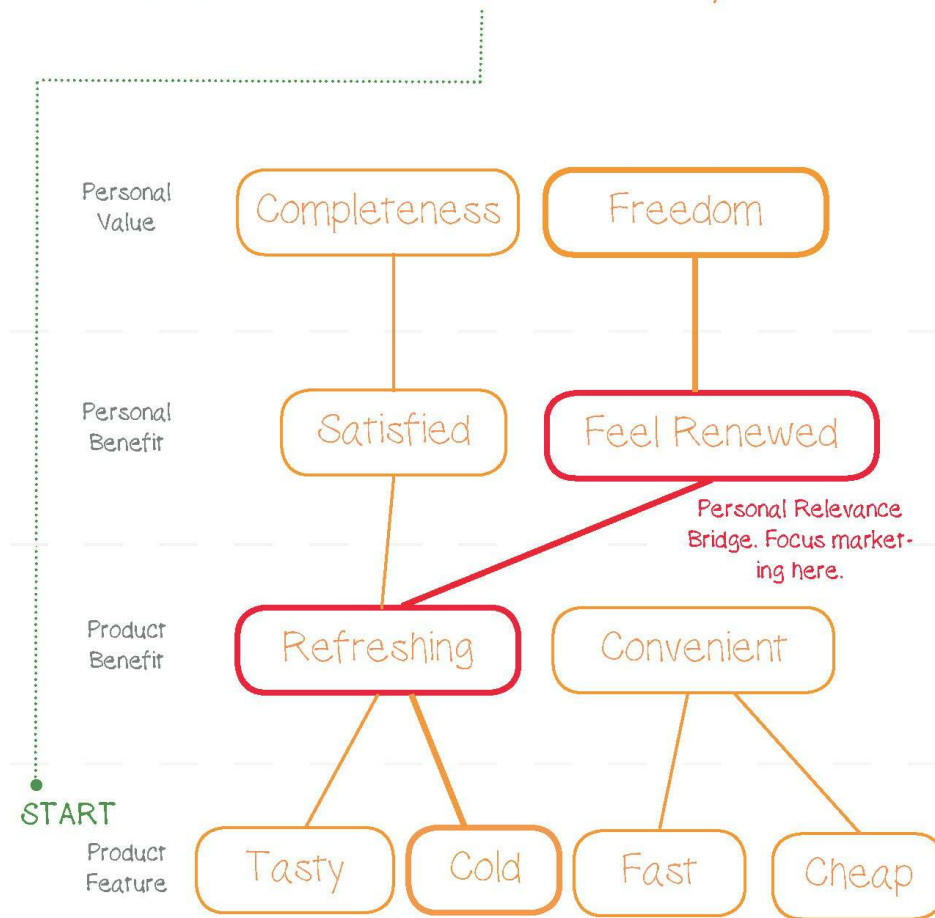 Personal
Value
Completeness
Freedom
Personal
Benefit
Satisfied
Feel Renewed
Personal Relevance
Bridge. Focus market-
ing here.
Product
Benefit
Refreshing
Convenient
START
Product
Feature
Tasty
Cold
Fast
Cheap